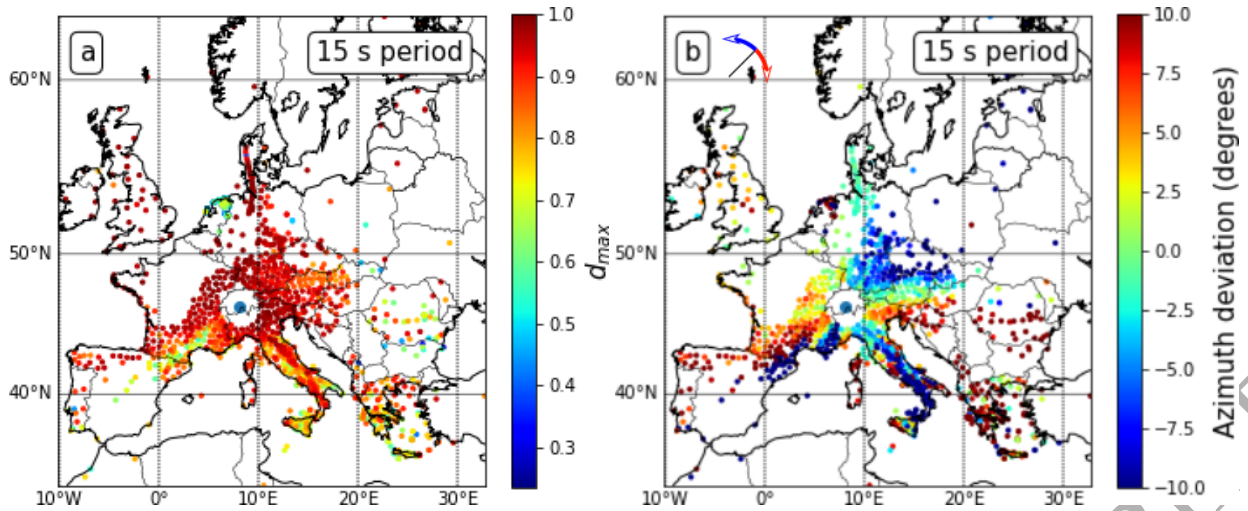 a
15 s period
60°N
50°N
40°N
10°W
0°
10°E
20°E
30°E
1.0
0.9
0.8
0.7
0.6
0.5
0.4
0.3
d_max
b
15 s period
60°N
50°N
40°N
10°W
0°
10°E
20°E
30°E
10.0
7.5
5.0
2.5
0.0
−2.5
−5.0
−7.5
−10.0
Azimuth deviation (degrees)